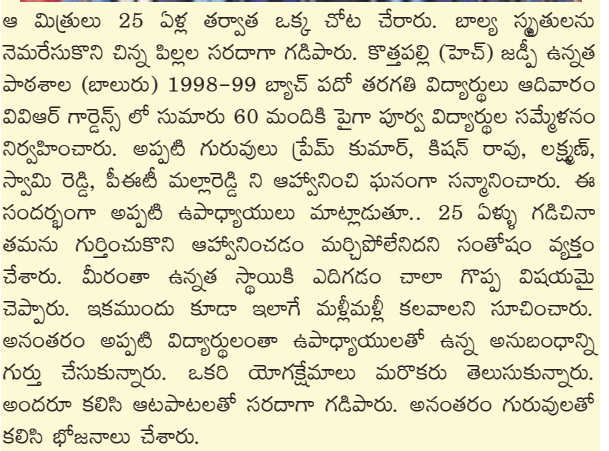 ఆ మిత్రులు 25 ఏళ్ల తర్వాత ఒక్క చోట చేరారు. బాల్య స్మృతులను
నెమరేసుకొని చిన్న పిల్లల సరదాగా గడిపారు. కొత్తపల్లి (హెచ్) జడ్పీ ఉన్నత
పాఠశాల (బాలురు) 1998-99 బ్యాచ్ పదో తరగతి విద్యార్థులు ఆదివారం
వివిఆర్ గార్డెన్స్ లో సుమారు 60 మందికి పైగా పూర్వ విద్యార్థుల సమ్మేళనం
నిర్వహించారు. అప్పటి గురువులు ప్రేమ్ కుమార్, కిషన్ రావు, లక్ష్మణ్,
స్వామి రెడ్డి, పీఈటీ మల్లారెడ్డి ని ఆహ్వానించి ఘనంగా సన్మానించారు. ఈ
సందర్భంగా అప్పటి ఉపాధ్యాయులు మాట్లాడుతూ.. 25 ఏళ్ళు గడిచినా
తమను గుర్తించుకొని ఆహ్వానించడం మర్చిపోలేనిదని సంతోషం వ్యక్తం
చేశారు. మీరంతా ఉన్నత స్థాయికి ఎదిగడం చాలా గొప్ప విషయమై
చెప్పారు. ఇకముందు కూడా ఇలాగే మళ్లీమళ్లీ కలవాలని సూచించారు.
అనంతరం అప్పటి విద్యార్థులంతా ఉపాధ్యాయులతో ఉన్న అనుబంధాన్ని
గుర్తు చేసుకున్నారు. ఒకరి యోగక్షేమాలు మరొకరు తెలుసుకున్నారు.
అందరూ కలిసి ఆటపాటలతో సరదాగా గడిపారు. అనంతరం గురువులతో
కలిసి భోజనాలు చేశారు.